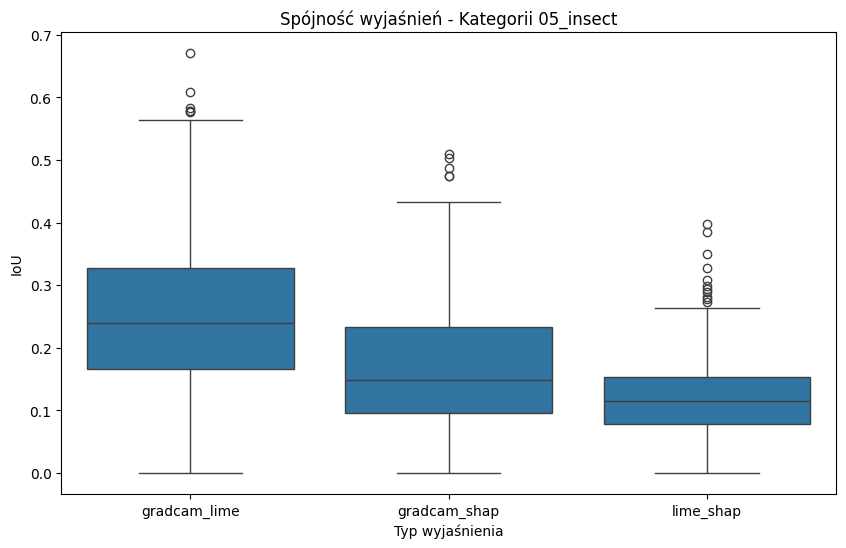 Spójność wyjaśnień - Kategorii 05_insect
0.7
0.6
0.5
0.4
0.3
0.2
0.1
0.0
IoU
gradcam_lime gradcam_shap lime_shap
Typ wyjaśnienia